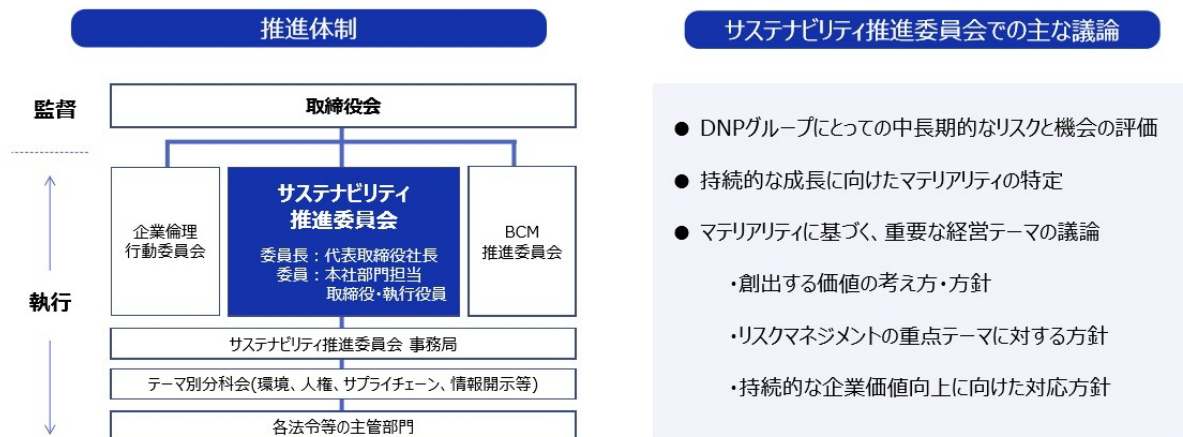 推進体制
監督
取締役会
企業倫理
行動委員会
サステナビリティ
推進委員会
委員長：代表取締役社長
委員：本社部門担当
取締役・執行役員
BCM
推進委員会
執行
サステナビリティ推進委員会 事務局
テーマ別分科会(環境、人権、サプライチェーン、情報開示等)
各法令等の主管部門
サステナビリティ推進委員会での主な議論
● DNPグループにとっての中長期的なリスクと機会の評価
● 持続的な成長に向けたマテリアリティの特定
● マテリアリティに基づく、重要な経営テーマの議論
・創出する価値の考え方・方針
・リスクマネジメントの重点テーマに対する方針
・持続的な企業価値向上に向けた対応方針